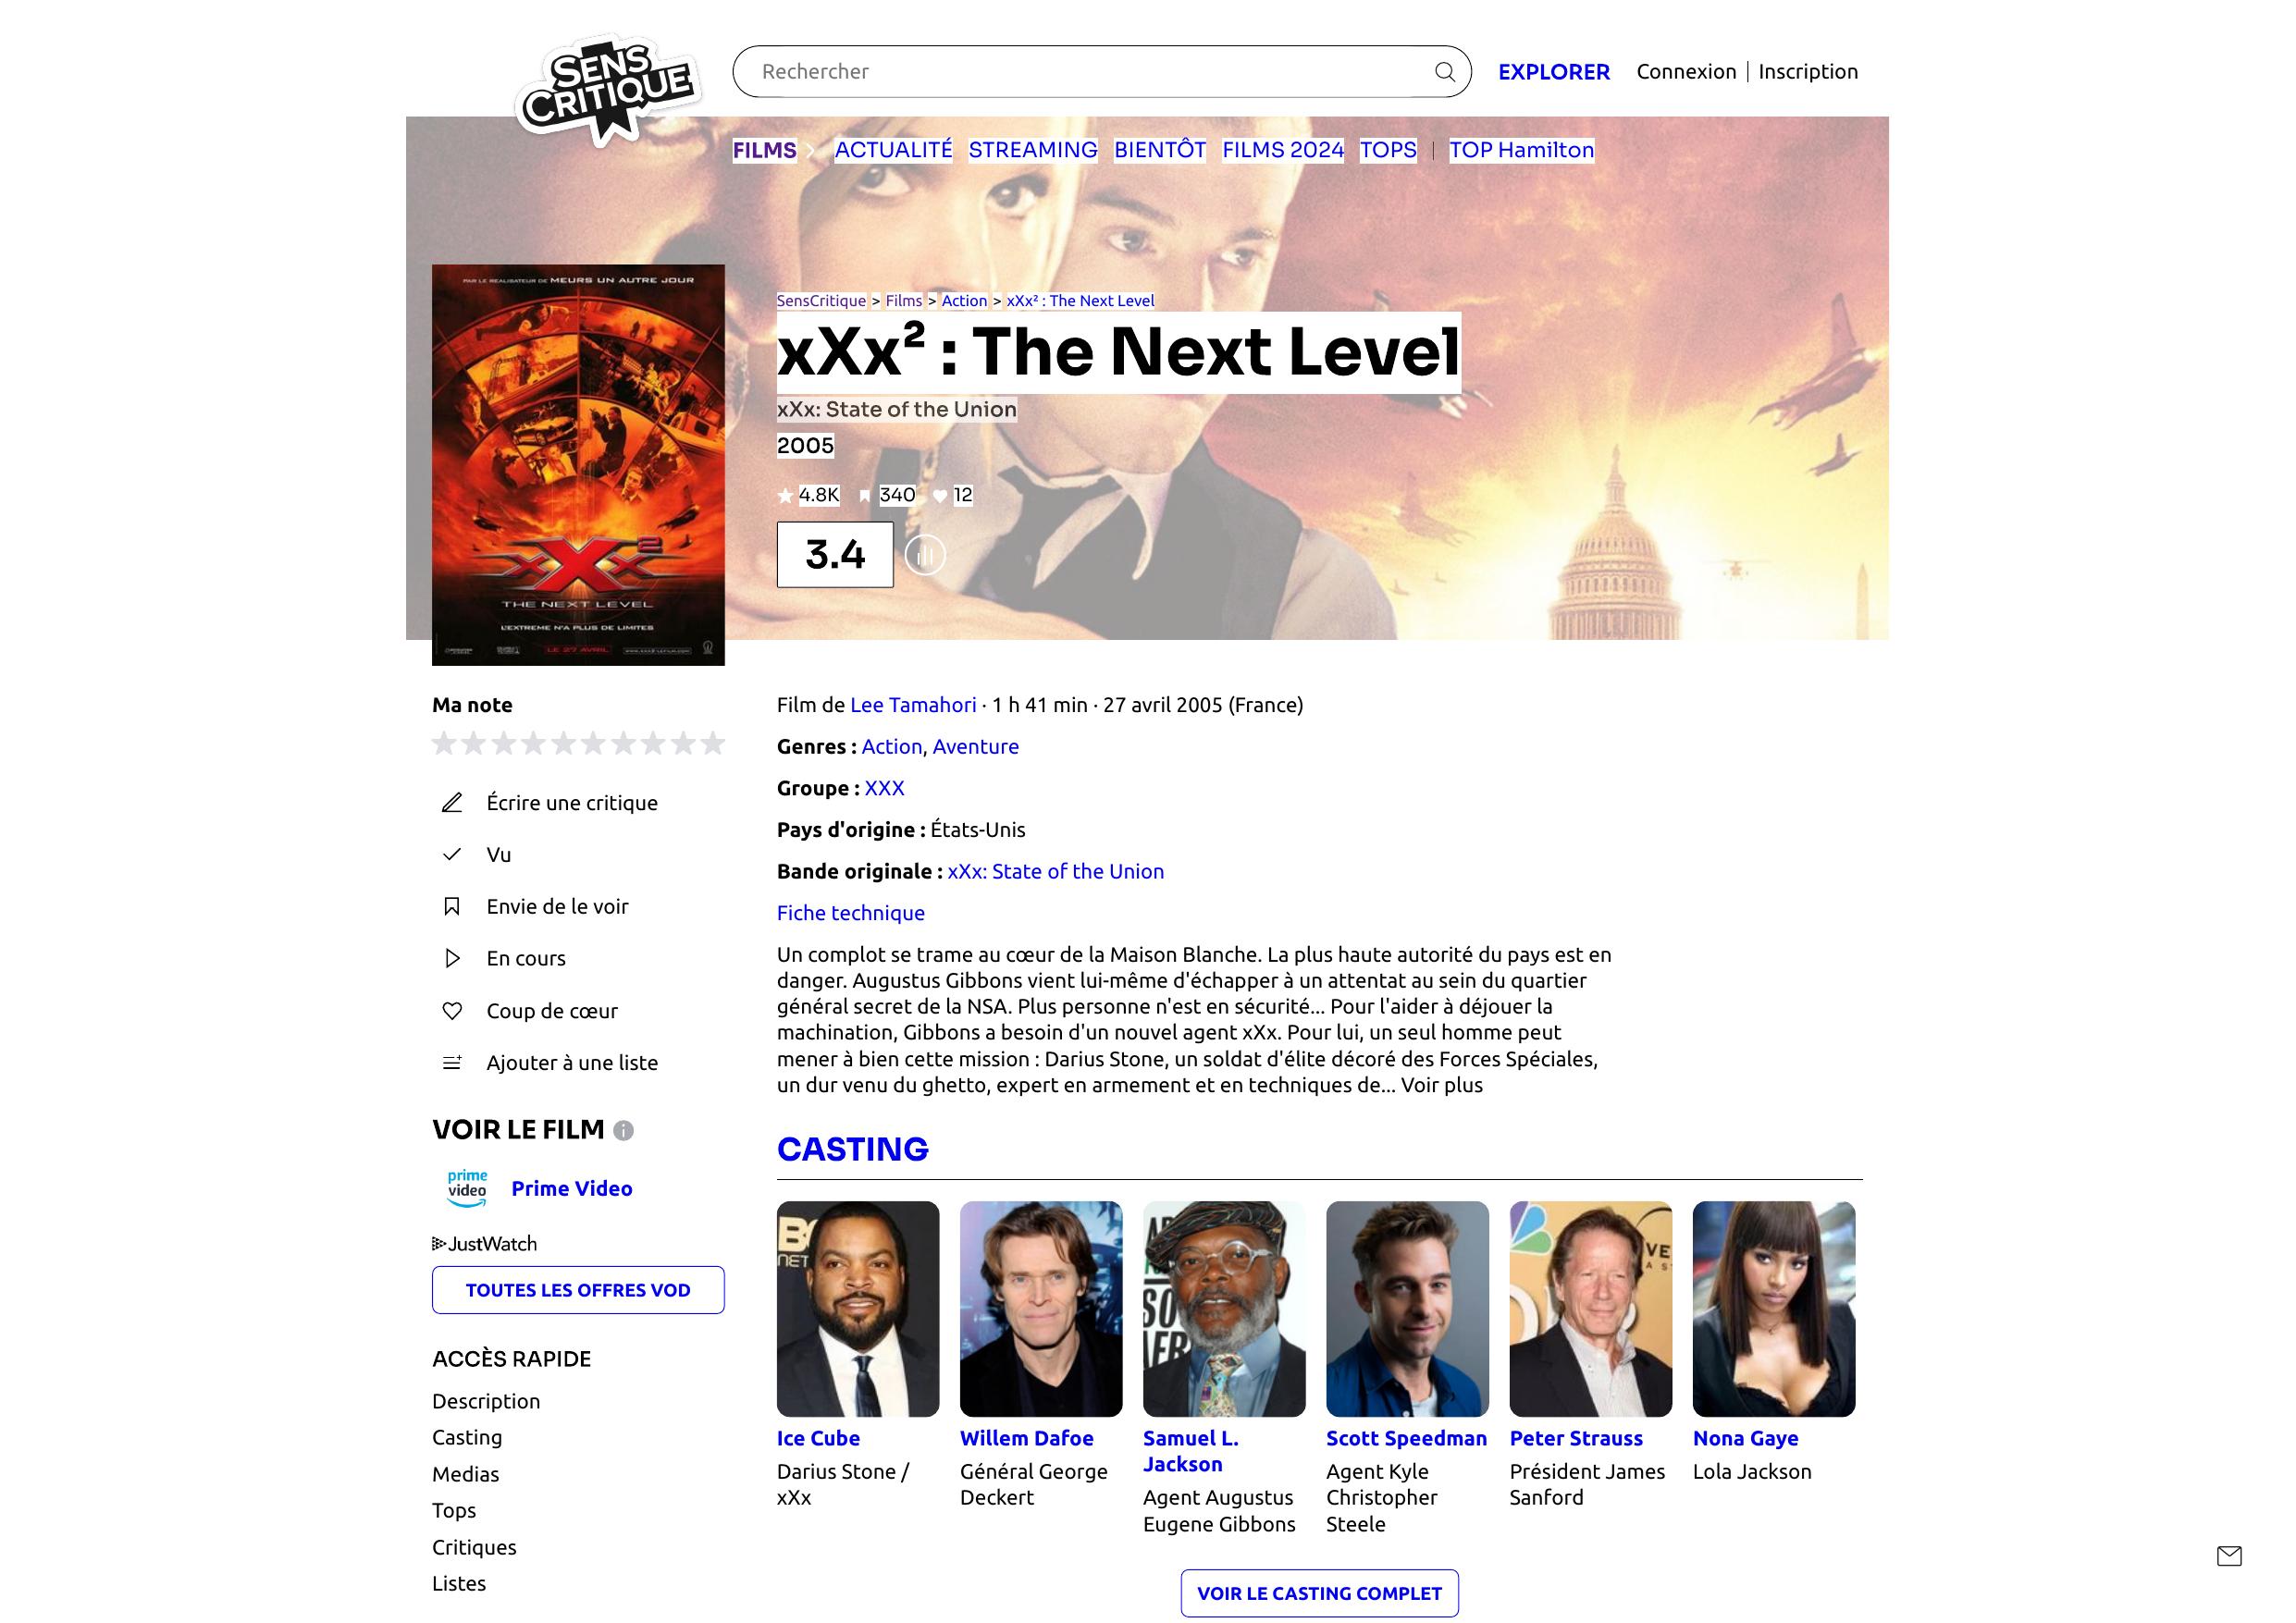 SENS
CRITIQUE
Rechercher
EXPLORER
Connexion | Inscription
FILMS
ACTUALITÉ
STREAMING
BIENTÔT
FILMS 2024
TOPS
|
TOP Hamilton
PAR LE REALISATEUR DE MEURS UN AUTRE JOUR
xXx²
THE NEXT LEVEL
L'EXTREME N'A PLUS DE LIMITES
LE 27 AVRIL
SensCritique > Films > Action > xXx² : The Next Level
xXx² : The Next Level
xXx: State of the Union
2005
4.8K 340 12
3.4
Ma note
Écrire une critique
Vu
Envie de le voir
En cours
Coup de cœur
Ajouter à une liste
VOIR LE FILM
prime
video
Prime Video
JustWatch
TOUTES LES OFFRES VOD
ACCÈS RAPIDE
Description
Casting
Medias
Tops
Critiques
Listes
Film de Lee Tamahori · 1 h 41 min · 27 avril 2005 (France)
Genres : Action, Aventure
Groupe : XXX
Pays d'origine : États-Unis
Bande originale : xXx: State of the Union
Fiche technique
Un complot se trame au cœur de la Maison Blanche. La plus haute autorité du pays est en
danger. Augustus Gibbons vient lui-même d'échapper à un attentat au sein du quartier
général secret de la NSA. Plus personne n'est en sécurité... Pour l'aider à déjouer la
machination, Gibbons a besoin d'un nouvel agent xXx. Pour lui, un seul homme peut
mener à bien cette mission : Darius Stone, un soldat d'élite décoré des Forces Spéciales,
un dur venu du ghetto, expert en armement et en techniques de... Voir plus
CASTING
Ice Cube
Darius Stone /
xXx
Willem Dafoe
Général George
Deckert
Samuel L.
Jackson
Agent Augustus
Eugene Gibbons
Scott Speedman
Agent Kyle
Christopher
Steele
Peter Strauss
Président James
Sanford
Nona Gaye
Lola Jackson
VOIR LE CASTING COMPLET